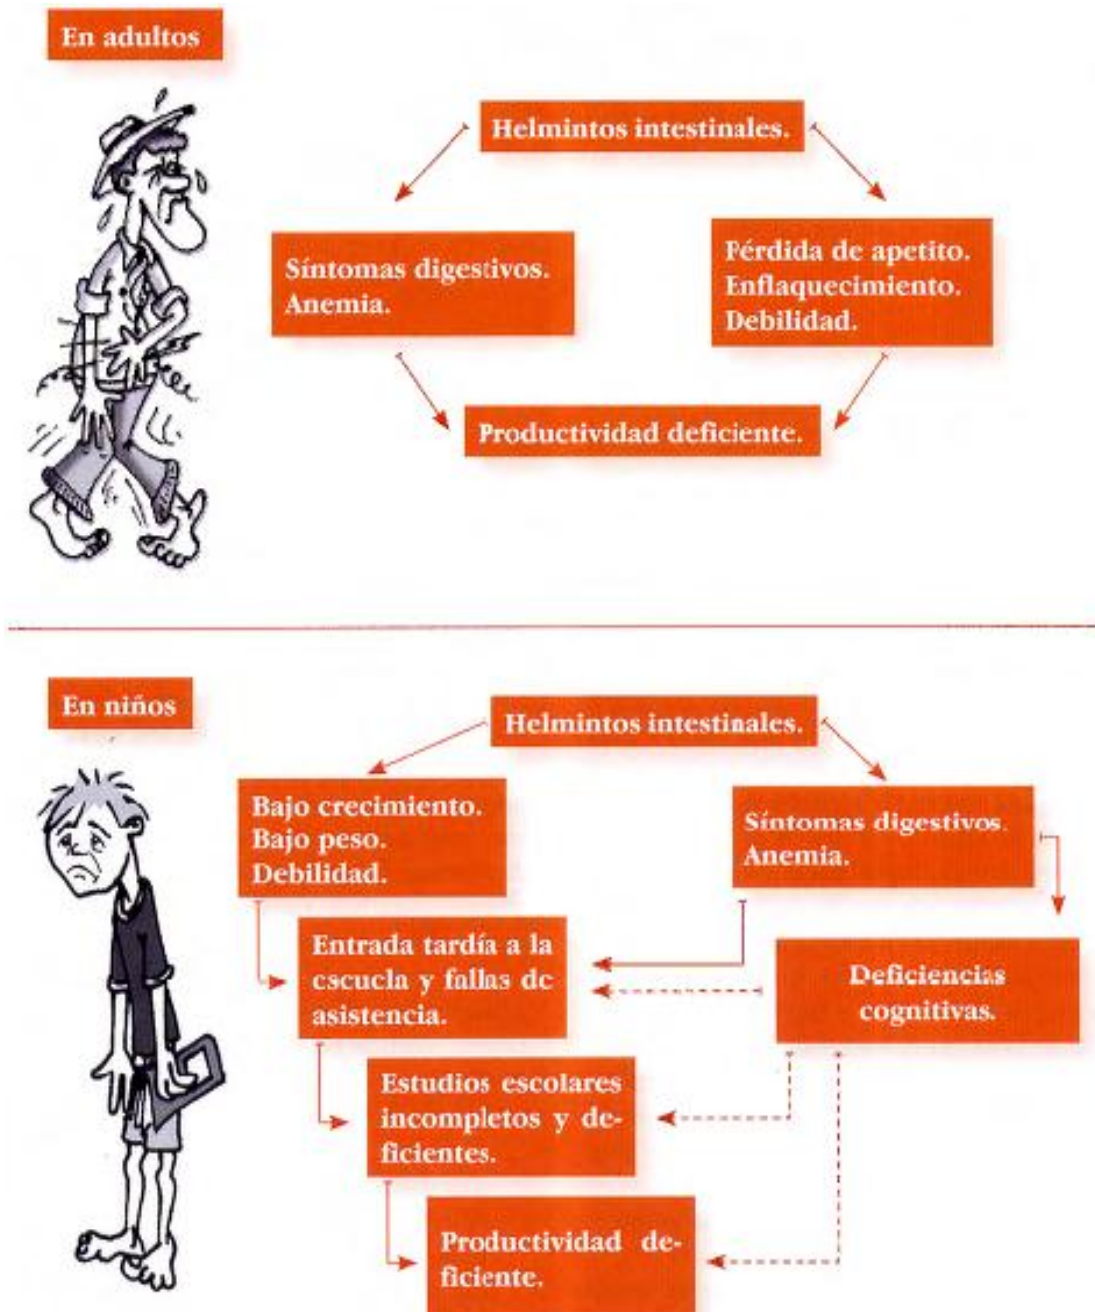 En adultos
Helmintos intestinales.
Síntomas digestivos.
Anemia.
Pérdida de apetito.
Enflaquecimiento.
Debilidad.
Productividad deficiente.
En niños
Helmintos intestinales.
Bajo crecimiento.
Bajo peso.
Debilidad.
Síntomas digestivos.
Anemia.
Entrada tardía a la
escuela y fallas de
asistencia.
Deficiencias
cognitivas.
Estudios escolares
incompletos y de-
ficientes.
Productividad de-
ficiente.